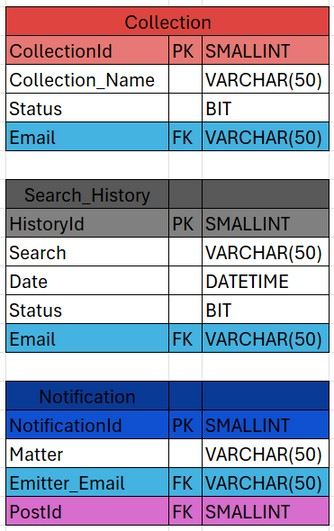 Collection
CollectionId PK SMALLINT
Collection_Name VARCHAR(50)
Status BIT
Email FK VARCHAR(50)
Search_History
HistoryId PK SMALLINT
Search VARCHAR(50)
Date DATETIME
Status BIT
Email FK VARCHAR(50)
Notification
NotificationId PK SMALLINT
Matter VARCHAR(50)
Emitter_Email FK VARCHAR(50)
PostId FK SMALLINT